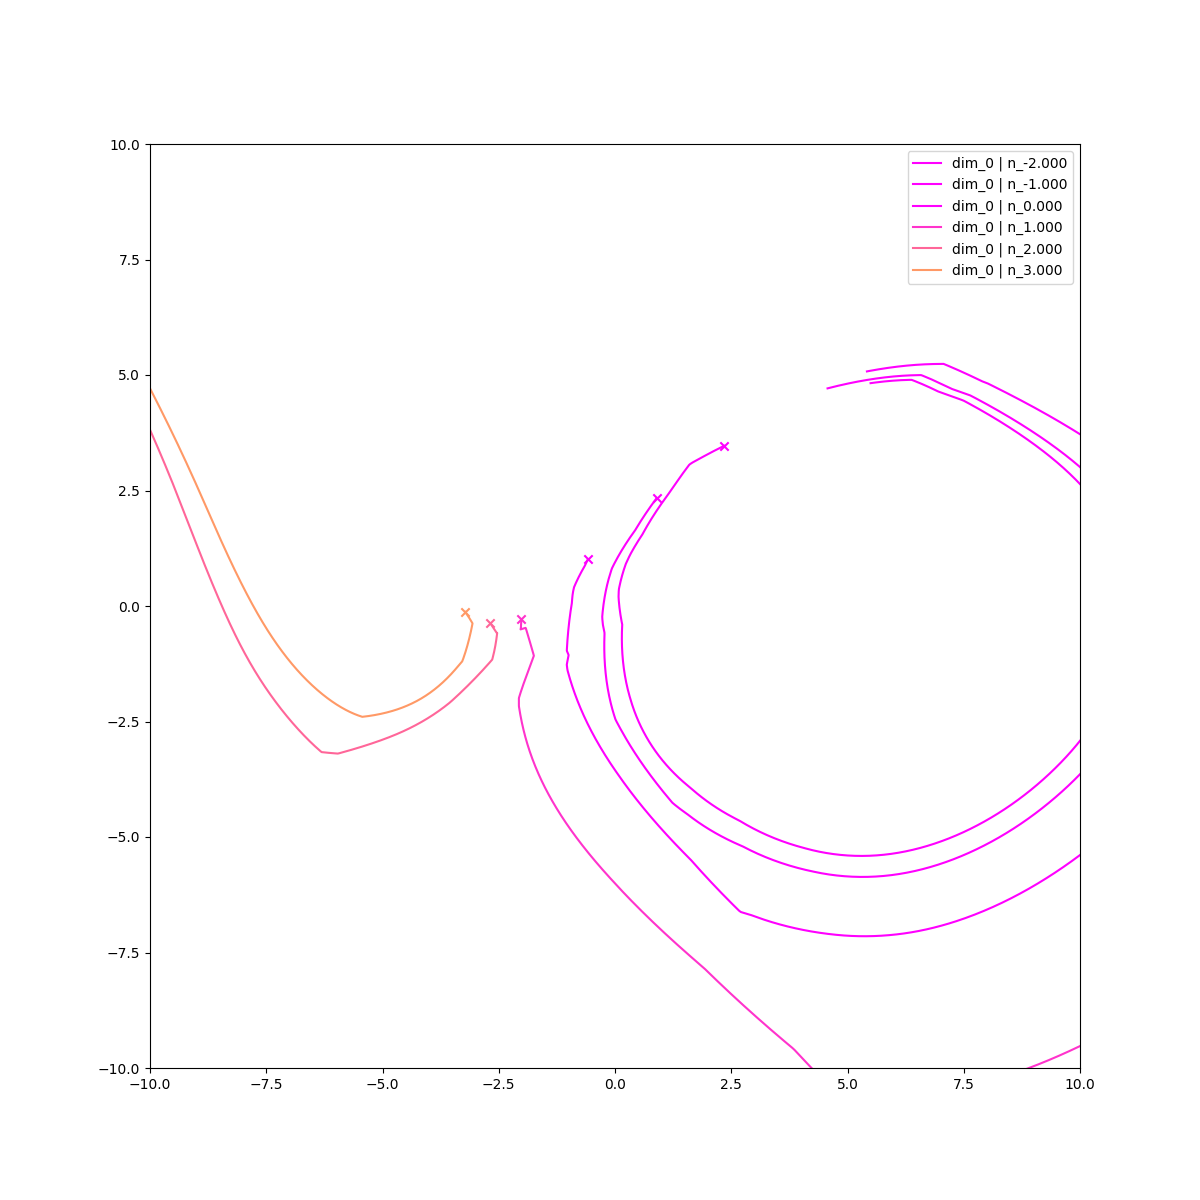 10.0
7.5
5.0
2.5
0.0
−2.5
−5.0
−7.5
−10.0
−10.0 −7.5 −5.0 −2.5 0.0 2.5 5.0 7.5 10.0
dim_0 | n_-2.000
dim_0 | n_-1.000
dim_0 | n_0.000
dim_0 | n_1.000
dim_0 | n_2.000
dim_0 | n_3.000